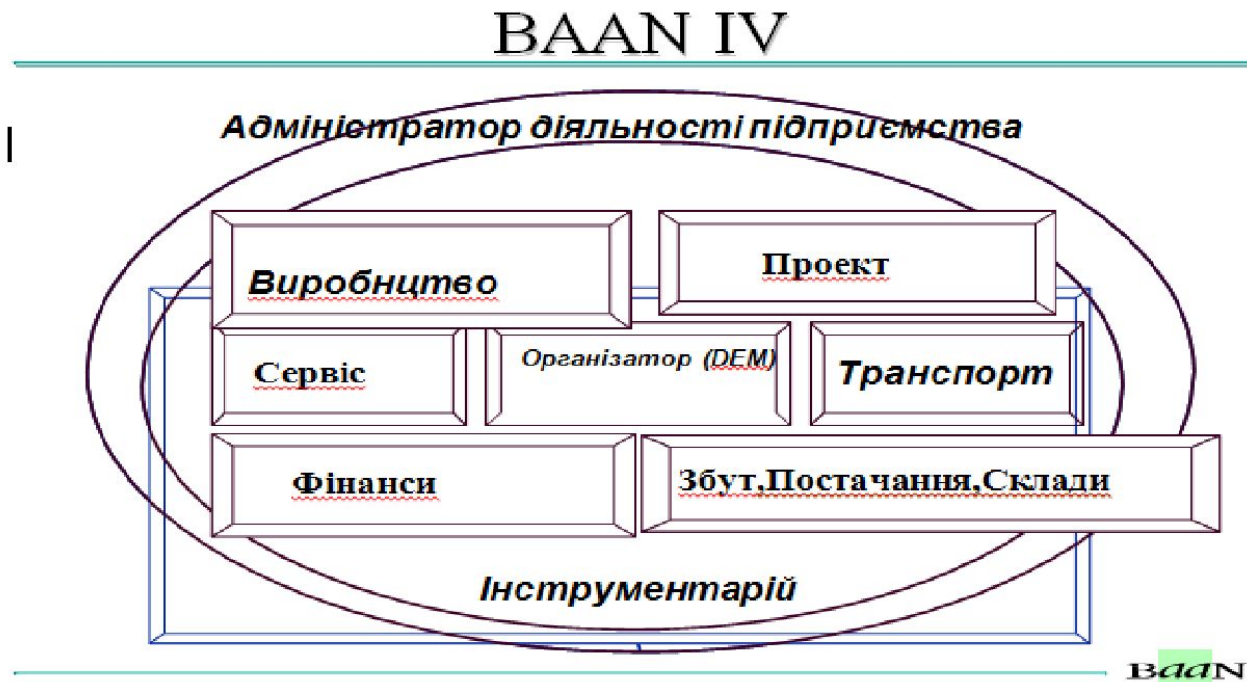 BAAN IV
Адміністратор діяльності підприємства
Виробнцтво
Проект
Сервіс
Організатор (DEM)
Транспорт
Фінанси
Збут,Постачання,Склади
Інструментарій
BaaN